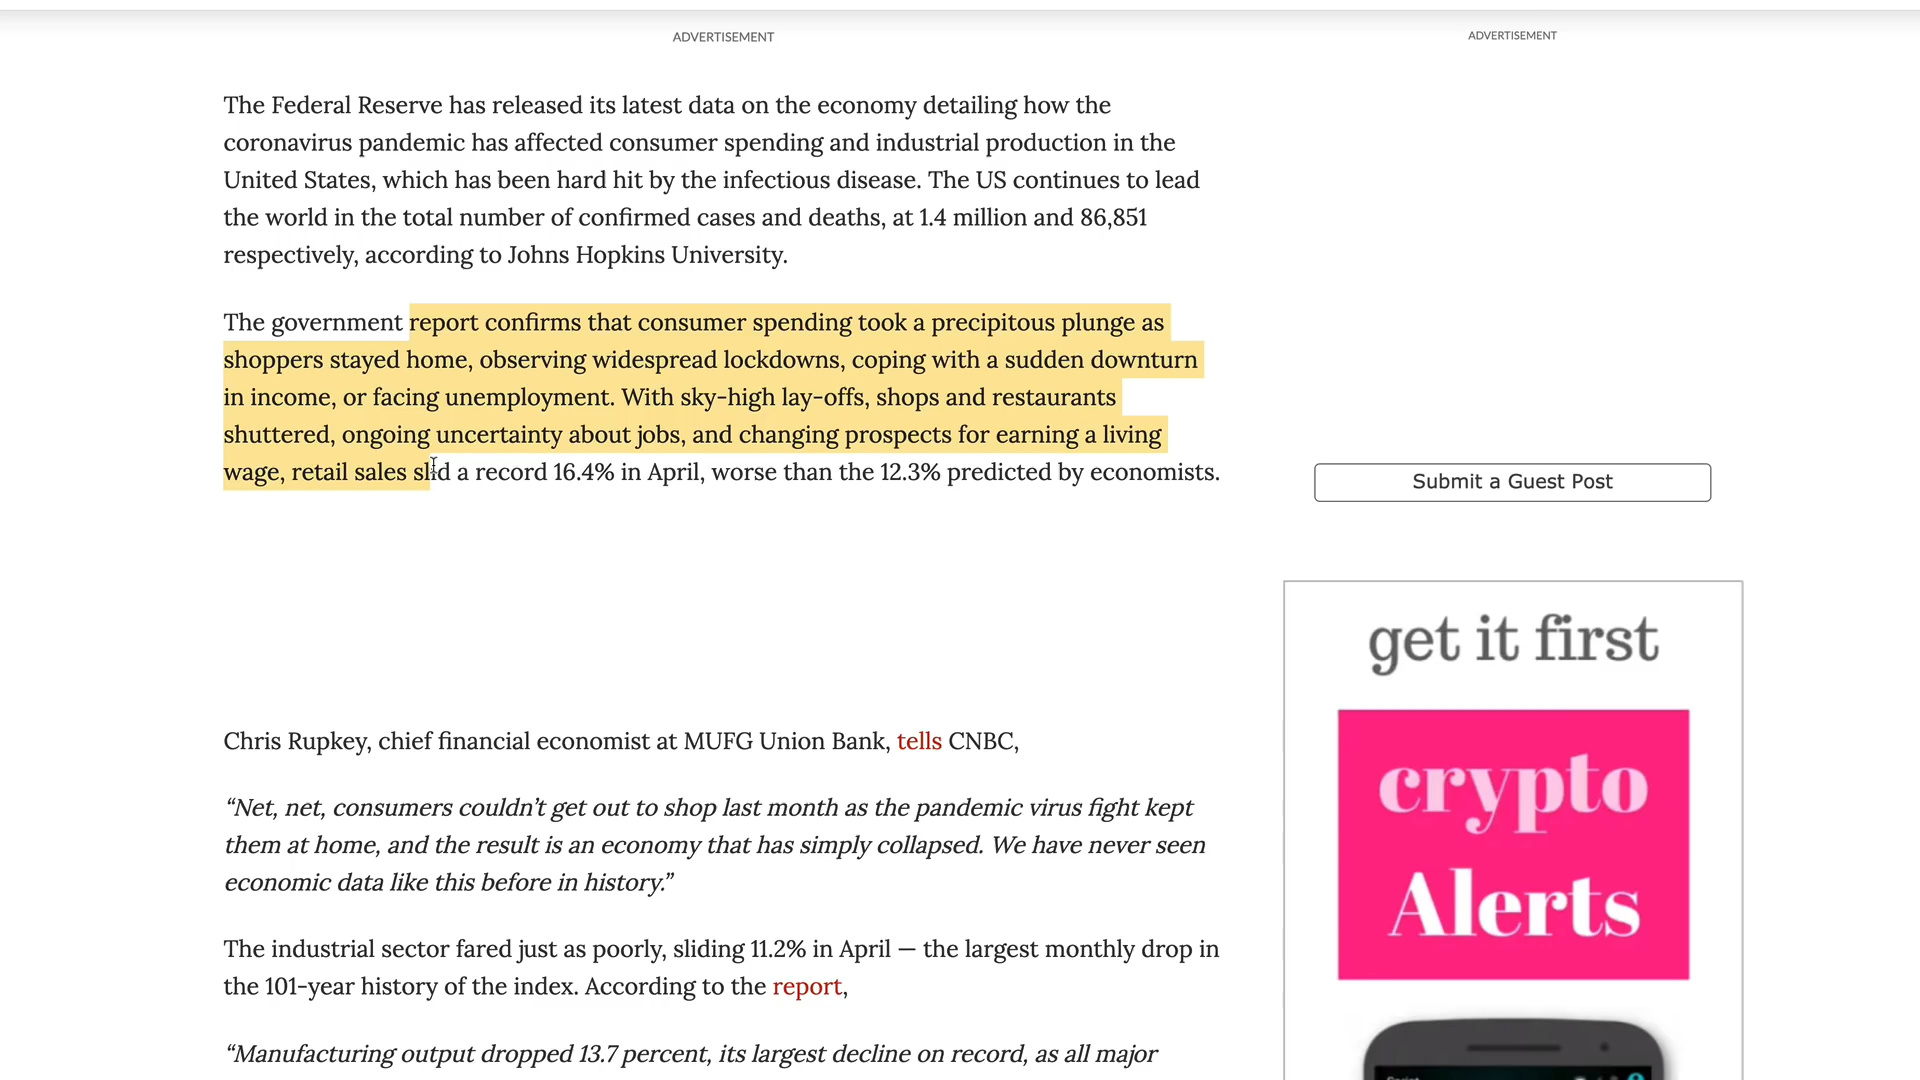 ADVERTISEMENT
ADVERTISEMENT
The Federal Reserve has released its latest data on the economy detailing how the
coronavirus pandemic has affected consumer spending and industrial production in the
United States, which has been hard hit by the infectious disease. The US continues to lead
the world in the total number of confirmed cases and deaths, at 1.4 million and 86,851
respectively, according to Johns Hopkins University.
The government report confirms that consumer spending took a precipitous plunge as
shoppers stayed home, observing widespread lockdowns, coping with a sudden downturn
in income, or facing unemployment. With sky-high lay-offs, shops and restaurants
shuttered, ongoing uncertainty about jobs, and changing prospects for earning a living
wage, retail sales slid a record 16.4% in April, worse than the 12.3% predicted by economists.
Chris Rupkey, chief financial economist at MUFG Union Bank, tells CNBC,
“Net, net, consumers couldn’t get out to shop last month as the pandemic virus fight kept
them at home, and the result is an economy that has simply collapsed. We have never seen
economic data like this before in history.”
The industrial sector fared just as poorly, sliding 11.2% in April — the largest monthly drop in
the 101-year history of the index. According to the report,
“Manufacturing output dropped 13.7 percent, its largest decline on record, as all major
Submit a Guest Post
get it first
crypto
Alerts